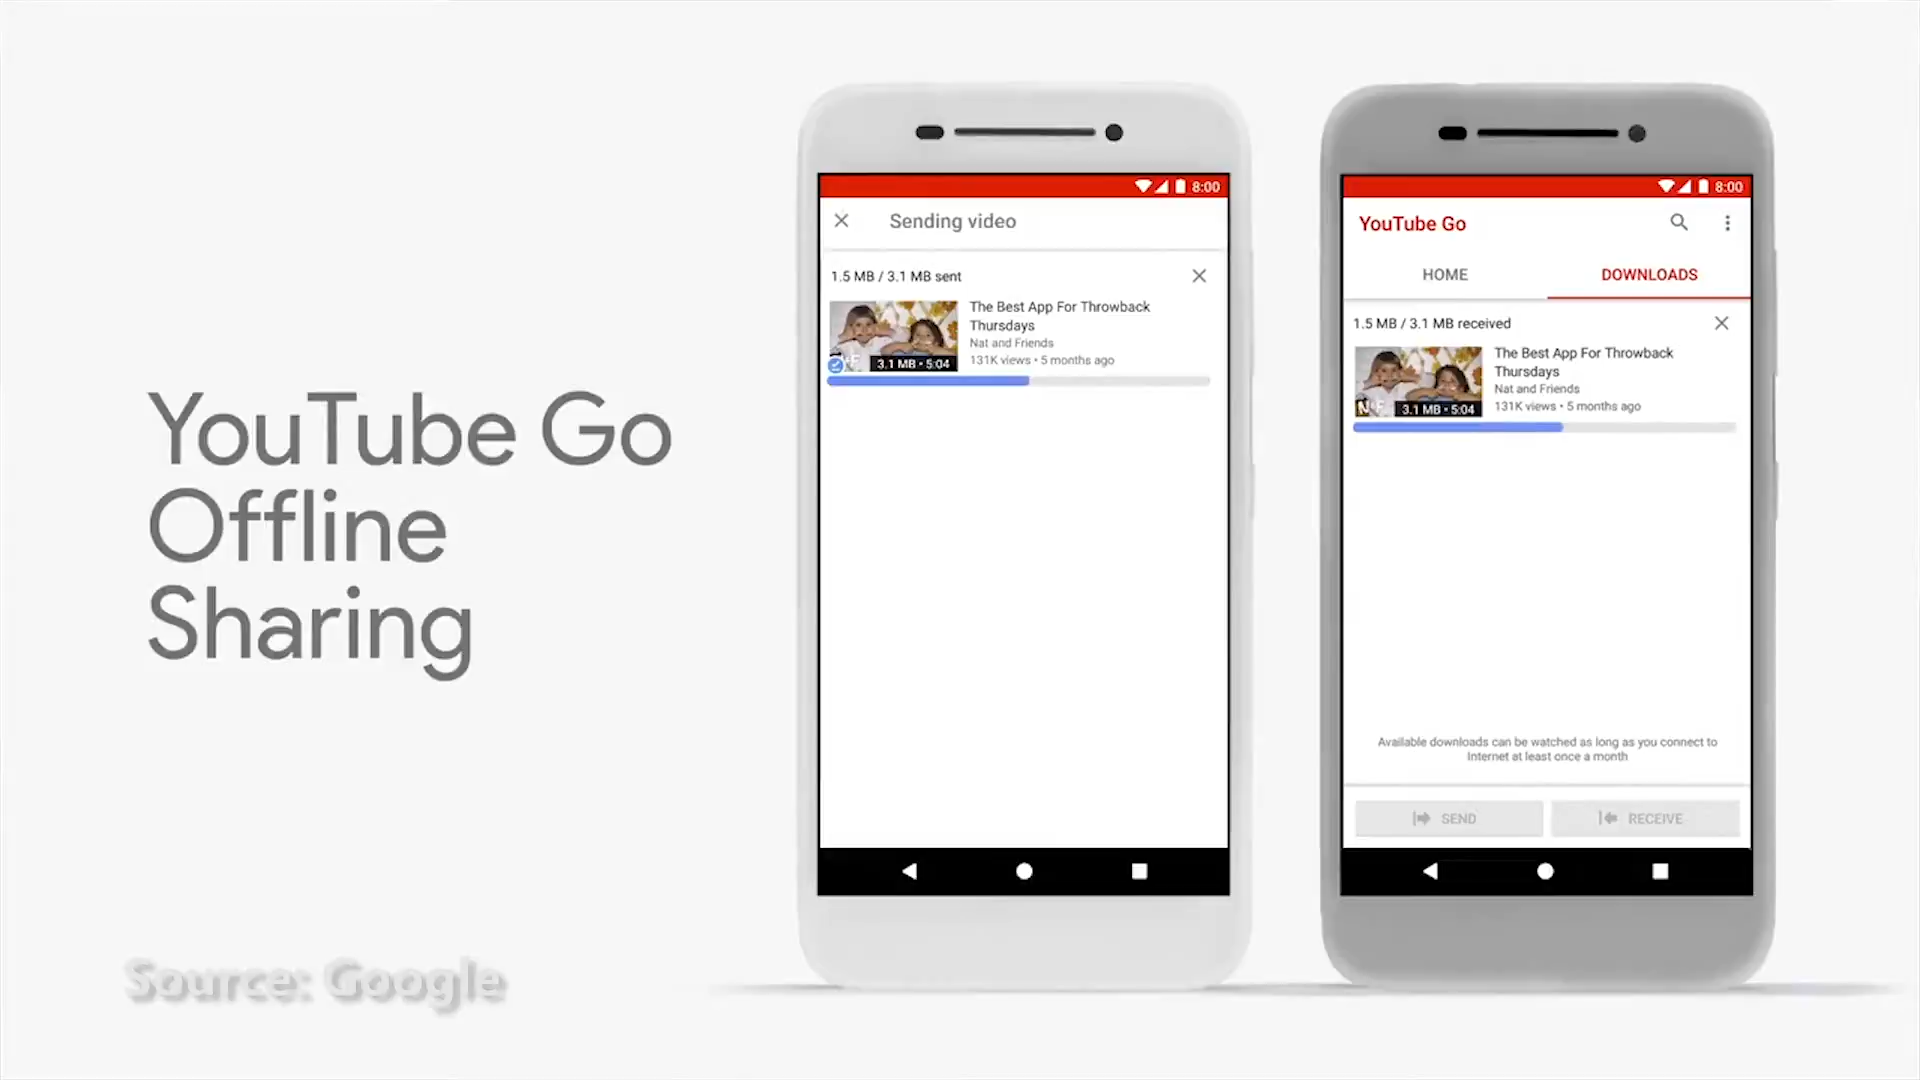 YouTube Go
Offline
Sharing
Source: Google
8:00
Sending video
1.5 MB / 3.1 MB sent
The Best App For Throwback
Thursdays
Nat and Friends
131K views • 5 months ago
3.1 MB • 5:04
8:00
YouTube Go
HOME
DOWNLOADS
1.5 MB / 3.1 MB received
The Best App For Throwback
Thursdays
Nat and Friends
131K views • 5 months ago
N&F
3.1 MB • 5:04
Available downloads can be watched as long as you connect to
Internet at least once a month
SEND
RECEIVE